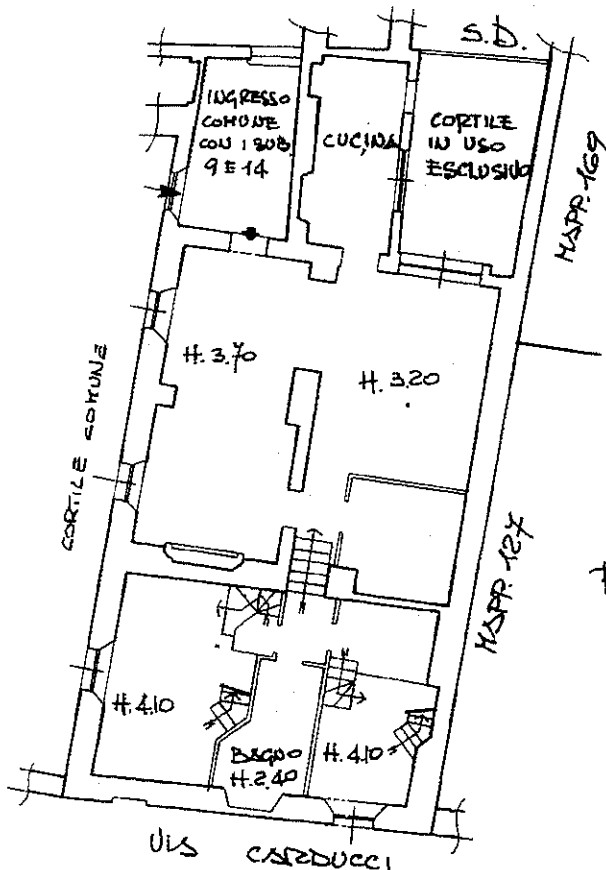 S.D.
INGRESSO
COMUNE
CON I SUB
9 E 14
CUCINA
CORTILE
IN USO
ESCLUSIVO
MAPP. 169
H. 3.70
H. 3.20
CORTILE COMUNE
MAPP. 127
H. 4.10
BAGNO
H. 2.40
H. 4.10
VIA CARDUCCI